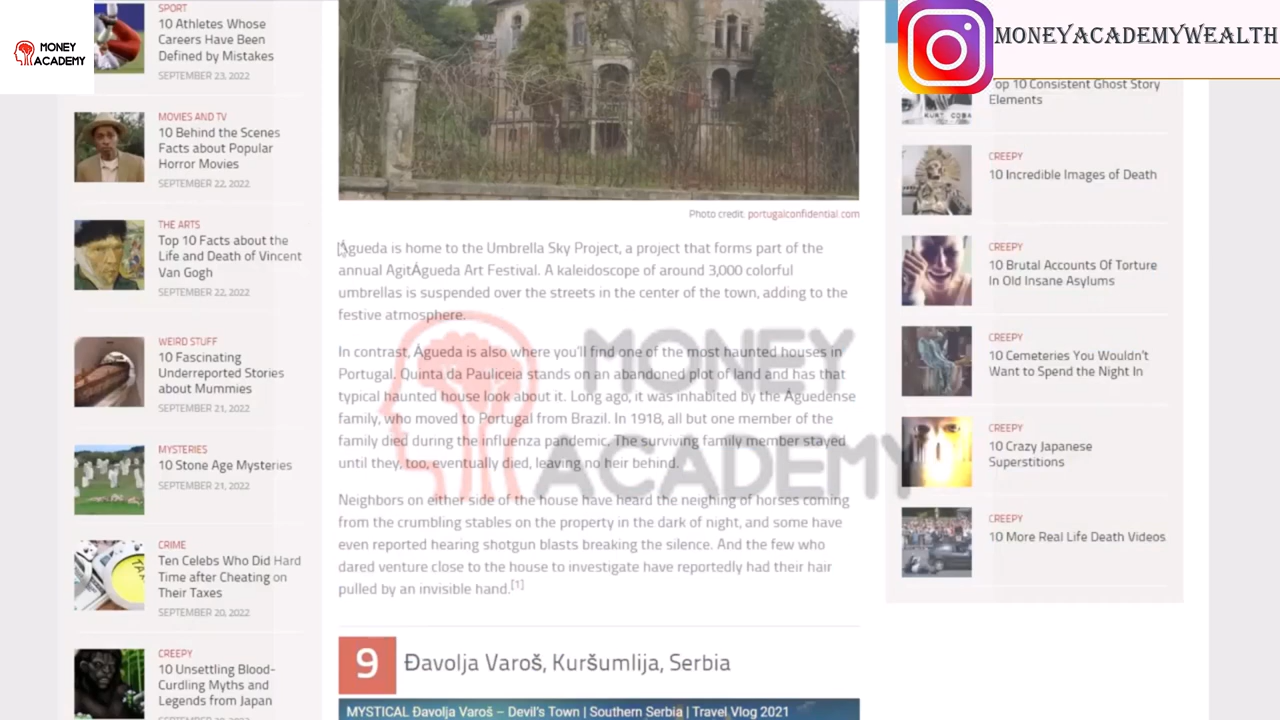 MONEY
ACADEMY
SPORT
10 Athletes Whose
Careers Have Been
Defined by Mistakes
SEPTEMBER 23, 2022
MOVIES AND TV
10 Behind the Scenes
Facts about Popular
Horror Movies
SEPTEMBER 22, 2022
THE ARTS
Top 10 Facts about the
Life and Death of Vincent
Van Gogh
SEPTEMBER 22, 2022
WEIRD STUFF
10 Fascinating
Underreported Stories
about Mummies
SEPTEMBER 21, 2022
MYSTERIES
10 Stone Age Mysteries
SEPTEMBER 21, 2022
CRIME
Ten Celebs Who Did Hard
Time after Cheating on
Their Taxes
SEPTEMBER 20, 2022
CREEPY
10 Unsettling Blood-
Curdling Myths and
Legends from Japan
Photo credit: portugalconfidential.com
Águeda is home to the Umbrella Sky Project, a project that forms part of the
annual AgitÁgueda Art Festival. A kaleidoscope of around 3,000 colorful
umbrellas is suspended over the streets in the center of the town, adding to the
festive atmosphere.
In contrast, Águeda is also where you'll find one of the most haunted houses in
Portugal. Quinta da Pauliceia stands on an abandoned plot of land and has that
typical haunted house look about it. Long ago, it was inhabited by the Águedense
family, who moved to Portugal from Brazil. In 1918, all but one member of the
family died during the influenza pandemic. The surviving family member stayed
until they, too, eventually died, leaving no heir behind.
Neighbors on either side of the house have heard the neighing of horses coming
from the crumbling stables on the property in the dark of night, and some have
even reported hearing shotgun blasts breaking the silence. And the few who
dared venture close to the house to investigate have reportedly had their hair
pulled by an invisible hand.[1]
MONEY
ACADEMY
9 Đavolja Varoš, Kuršumlija, Serbia
MYSTICAL Đavolja Varoš – Devil's Town | Southern Serbia | Travel Vlog 2021
MONEYACADEMYWEALTH
Top 10 Consistent Ghost Story
Elements
KURT COBA
CREEPY
10 Incredible Images of Death
CREEPY
10 Brutal Accounts Of Torture
In Old Insane Asylums
CREEPY
10 Cemeteries You Wouldn't
Want to Spend the Night In
CREEPY
10 Crazy Japanese
Superstitions
CREEPY
10 More Real Life Death Videos